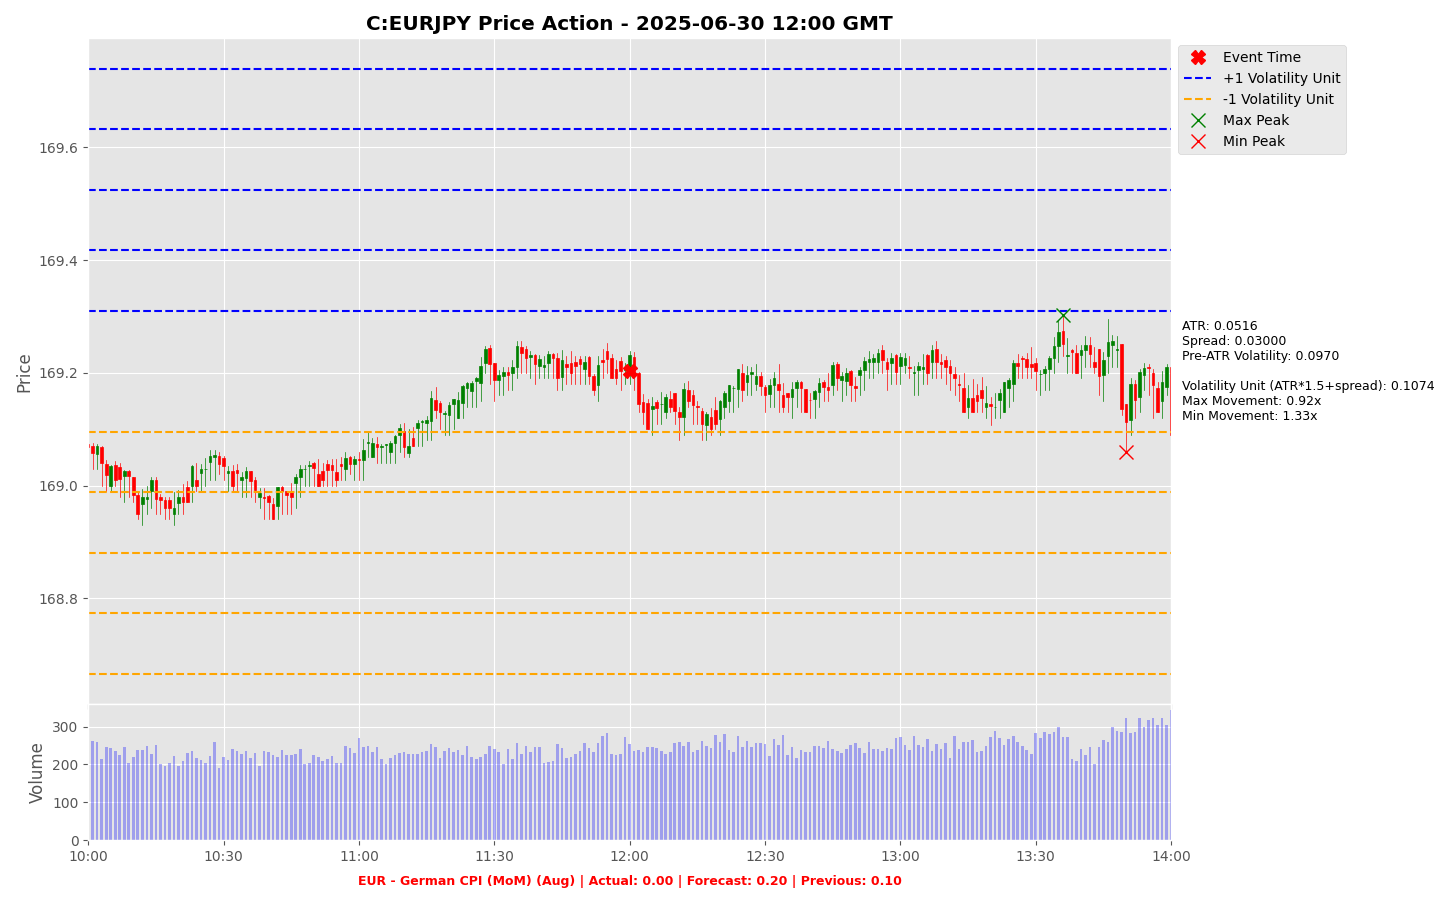 C:EURJPY Price Action - 2025-06-30 12:00 GMT
Event Time
+1 Volatility Unit
-1 Volatility Unit
Max Peak
Min Peak
Price
169.6
169.4
169.2
169.0
168.8
ATR: 0.0516
Spread: 0.03000
Pre-ATR Volatility: 0.0970
Volatility Unit (ATR*1.5+spread): 0.1074
Max Movement: 0.92x
Min Movement: 1.33x
Volume
300
200
100
0
10:00 10:30 11:00 11:30 12:00 12:30 13:00 13:30 14:00
EUR - German CPI (MoM) (Aug) | Actual: 0.00 | Forecast: 0.20 | Previous: 0.10